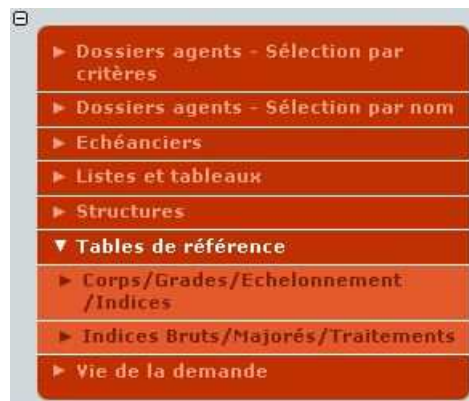 Dossiers agents - Sélection par
critères
Dossiers agents - Sélection par nom
Echéanciers
Listes et tableaux
Structures
Tables de référence
Corps/Grades/Echelonnement
/Indices
Indices Bruts/Majorés/Traitements
Vie de la demande